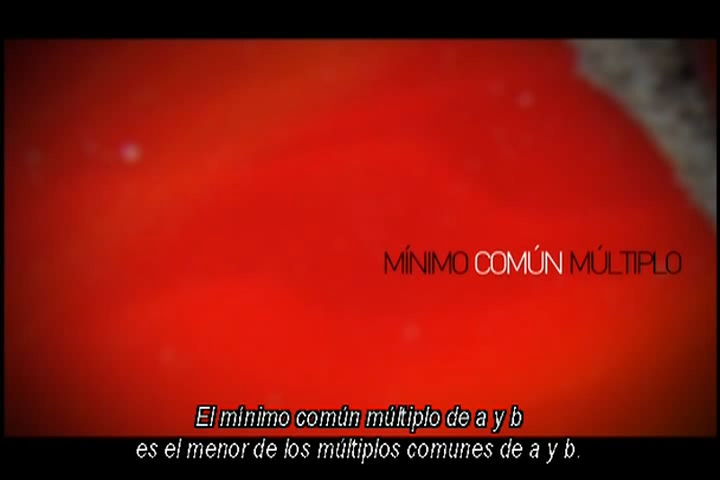 MÍNIMO COMÚN MÚLTIPLO
El mínimo común múltiplo de a y b
es el menor de los múltiplos comunes de a y b.